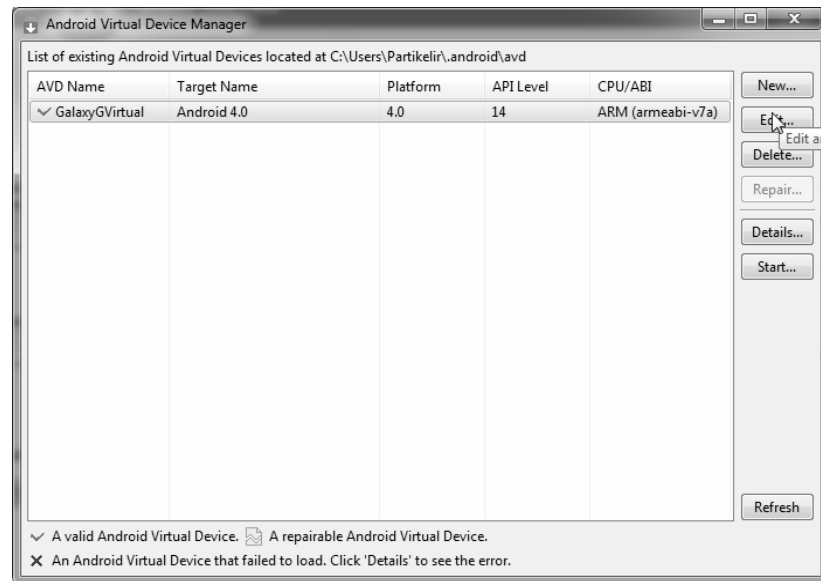 Android Virtual Device Manager
List of existing Android Virtual Devices located at C:\Users\Partikelir\.android\avd
AVD Name Target Name Platform API Level CPU/ABI
GalaxyGVirtual Android 4.0 4.0 14 ARM (armeabi-v7a)
New...
Edit...
Edit a
Delete...
Repair...
Details...
Start...
Refresh
A valid Android Virtual Device. A repairable Android Virtual Device.
An Android Virtual Device that failed to load. Click 'Details' to see the error.